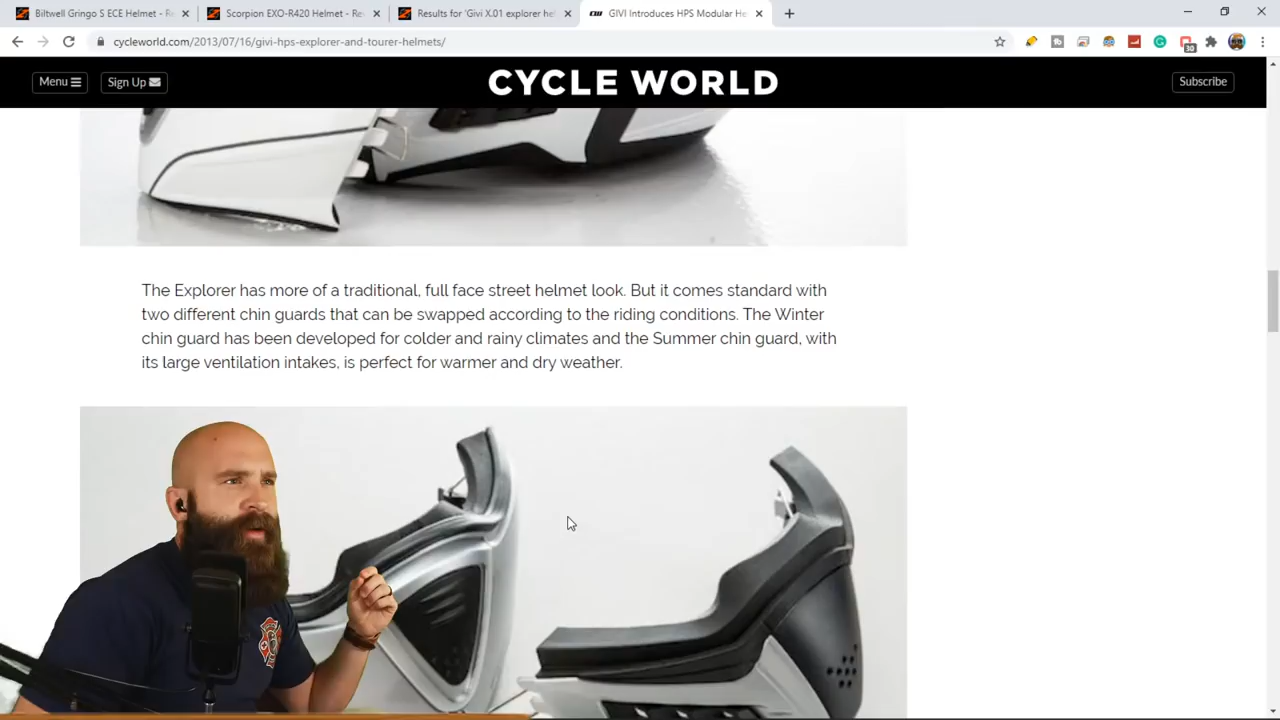 Biltwell Gringo S ECE Helmet - Re
Scorpion EXO-R420 Helmet - Rev
Results for 'Givi X.01 explorer hel
CW GIVI Introduces HPS Modular He
cycleworld.com/2013/07/16/givi-hps-explorer-and-tourer-helmets/
30
Menu
Sign Up
CYCLE WORLD
Subscribe
The Explorer has more of a traditional, full face street helmet look. But it comes standard with
two different chin guards that can be swapped according to the riding conditions. The Winter
chin guard has been developed for colder and rainy climates and the Summer chin guard, with
its large ventilation intakes, is perfect for warmer and dry weather.